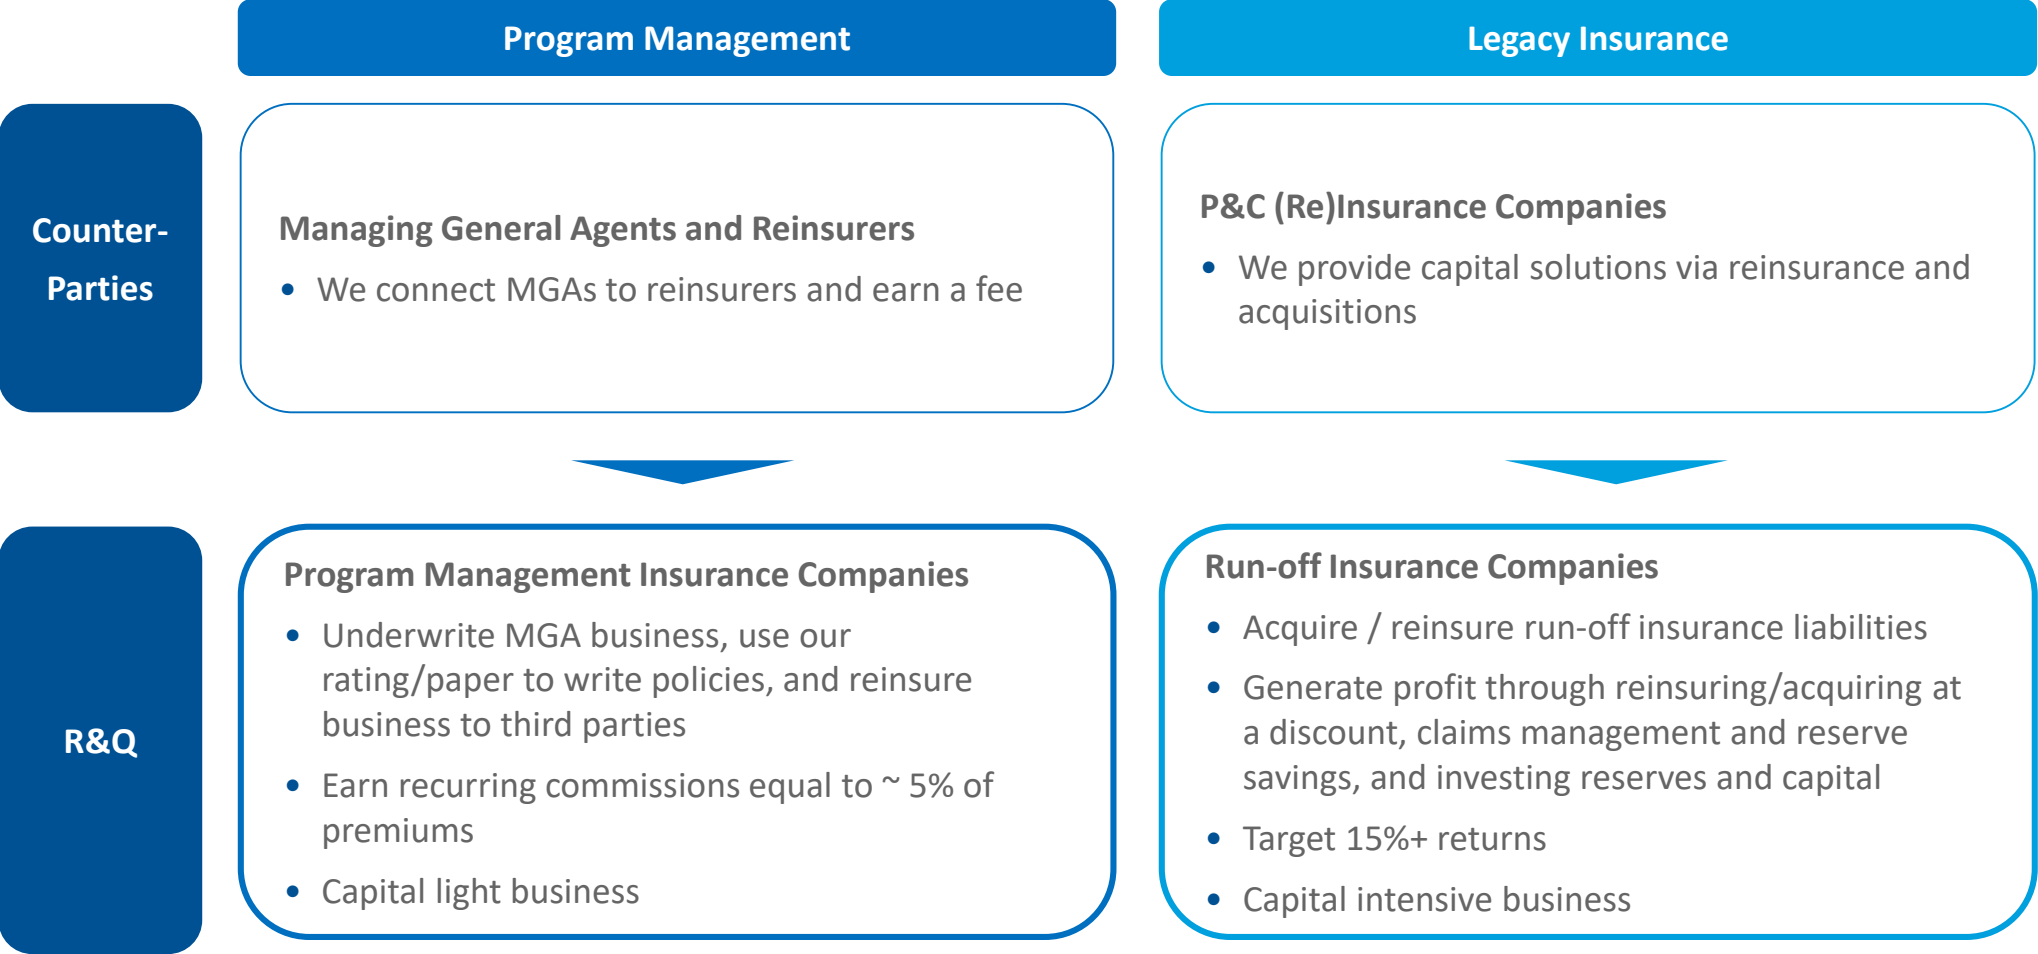 Program Management
Legacy Insurance
Counter-
Parties
Managing General Agents and Reinsurers
• We connect MGAs to reinsurers and earn a fee
P&C (Re)Insurance Companies
• We provide capital solutions via reinsurance and
acquisitions
R&Q
Program Management Insurance Companies
• Underwrite MGA business, use our
rating/paper to write policies, and reinsure
business to third parties
• Earn recurring commissions equal to ~ 5% of
premiums
• Capital light business
Run-off Insurance Companies
• Acquire / reinsure run-off insurance liabilities
• Generate profit through reinsuring/acquiring at
a discount, claims management and reserve
savings, and investing reserves and capital
• Target 15%+ returns
• Capital intensive business